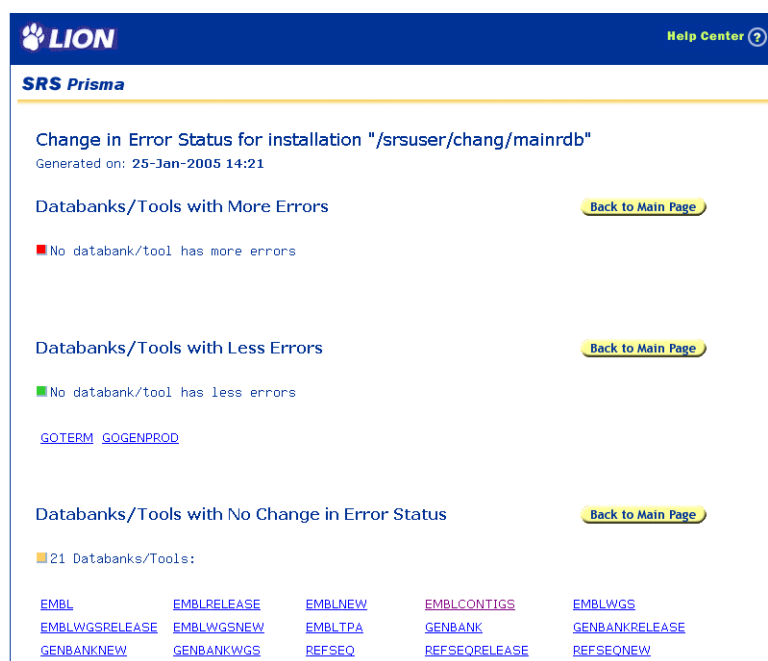 LION
Help Center ?
SRS Prisma
Change in Error Status for installation "/srsuser/chang/mainrdb"
Generated on: 25-Jan-2005 14:21
Databanks/Tools with More Errors
Back to Main Page
No databank/tool has more errors
Databanks/Tools with Less Errors
Back to Main Page
No databank/tool has less errors
GOTERM GOGENPROD
Databanks/Tools with No Change in Error Status
Back to Main Page
21 Databanks/Tools:
EMBL EMBLRELEASE EMBLNEW EMBLCONTIGS EMBLWGS
EMBLWGSRELEASE EMBLWGSNEW EMBLTPA GENBANK GENBANKRELEASE
GENBANKNEW GENBANKWGS REFSEQ REFSEQRELEASE REFSEQNEW